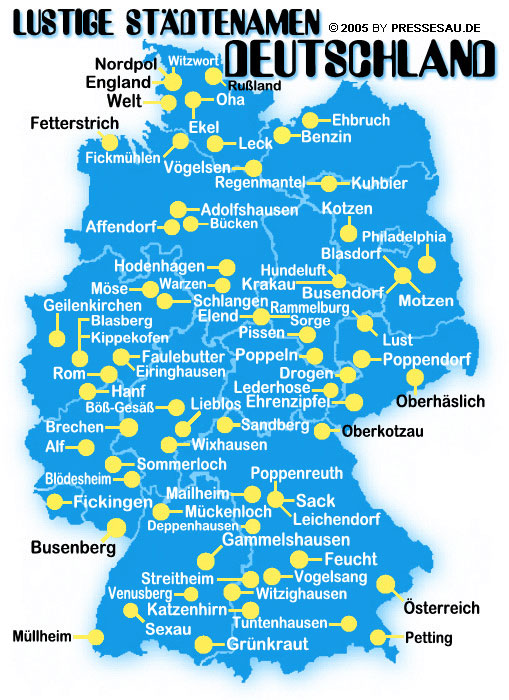 LUSTIGE STÄDTENAMEN
© 2005 BY PRESSESAU.DE
DEUTSCHLAND
Nordpol
Witzwort
England
Rußland
Welt
Oha
Fetterstrich
Ekel
Ehbruch
Leck
Benzin
Fickmühlen
Vögelsen
Regenmantel
Kuhbier
Adolfshausen
Kotzen
Affendorf
Bücken
Philadelphia
Blasdorf
Hodenhagen
Hundeluft
Warzen
Krakau
Möse
Busendorf
Motzen
Schlangen
Geilenkirchen
Rammelburg
Elend
Sorge
Blasberg
Pissen
Lust
Kippekofen
Faulebutter
Poppeln
Poppendorf
Rom
Eiringhausen
Drogen
Hanf
Lederhose
Oberhäslich
Böß-Gesäß
Lieblos
Ehrenzipfel
Brechen
Sandberg
Oberkotzau
Alf
Wixhausen
Sommerloch
Poppenreuth
Blödesheim
Mailheim
Sack
Fickingen
Mückenloch
Leichendorf
Deppenhausen
Busenberg
Gammelshausen
Feucht
Streitheim
Vogelsang
Venusberg
Witzighausen
Österreich
Katzenhirn
Sexau
Tuntenhausen
Müllheim
Grünkraut
Petting